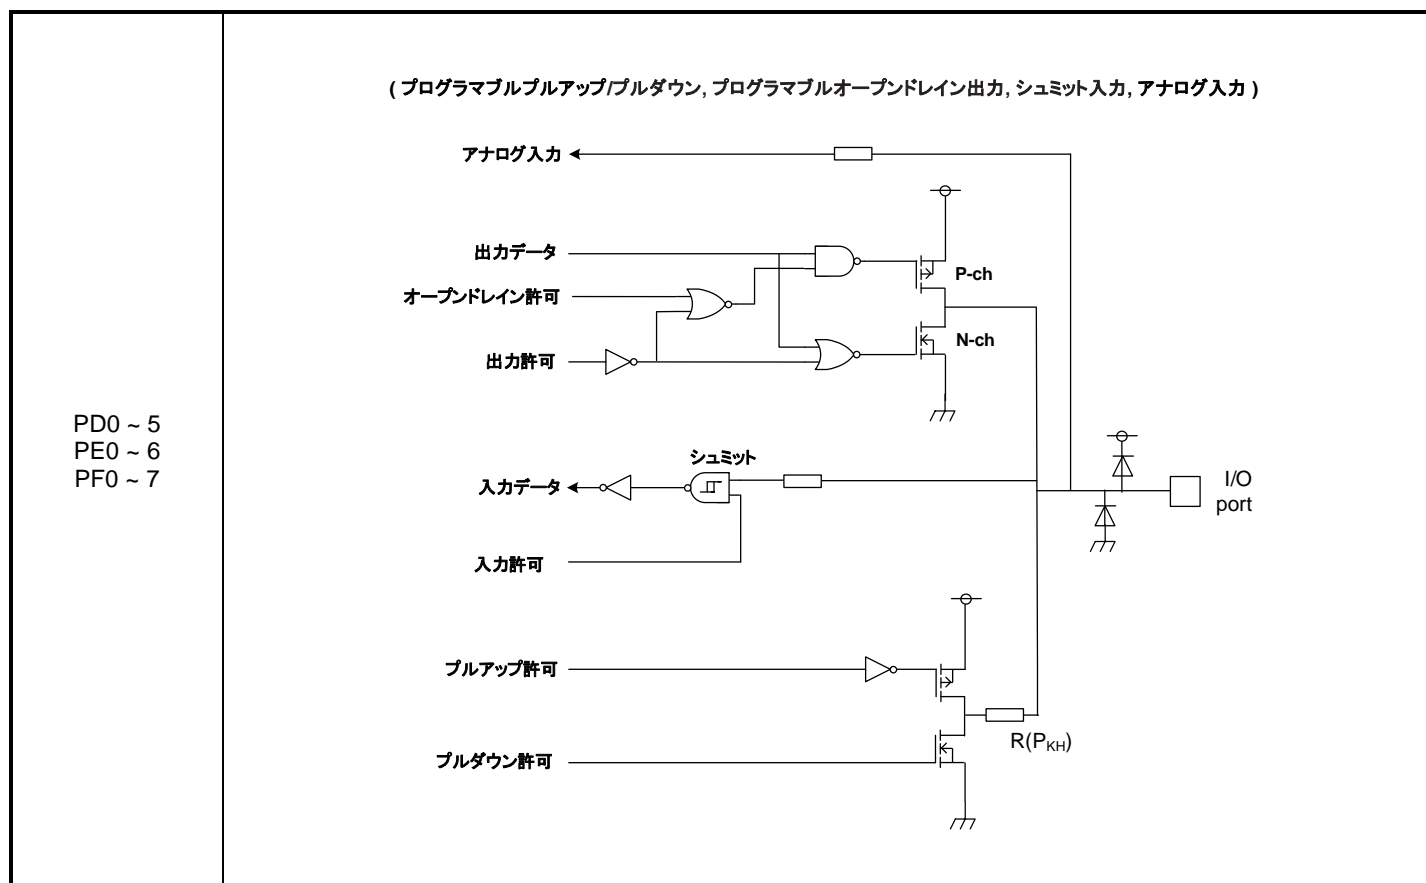 ( プログラマブルプルアップ/プルダウン, プログラマブルオープンドレイン出力, シュミット入力, アナログ入力 )
アナログ入力
出力データ
P-ch
オープンドレイン許可
N-ch
出力許可
PD0 ~ 5
PE0 ~ 6
PF0 ~ 7
シュミット
入力データ
I/O
port
入力許可
プルアップ許可
R(PKH)
プルダウン許可